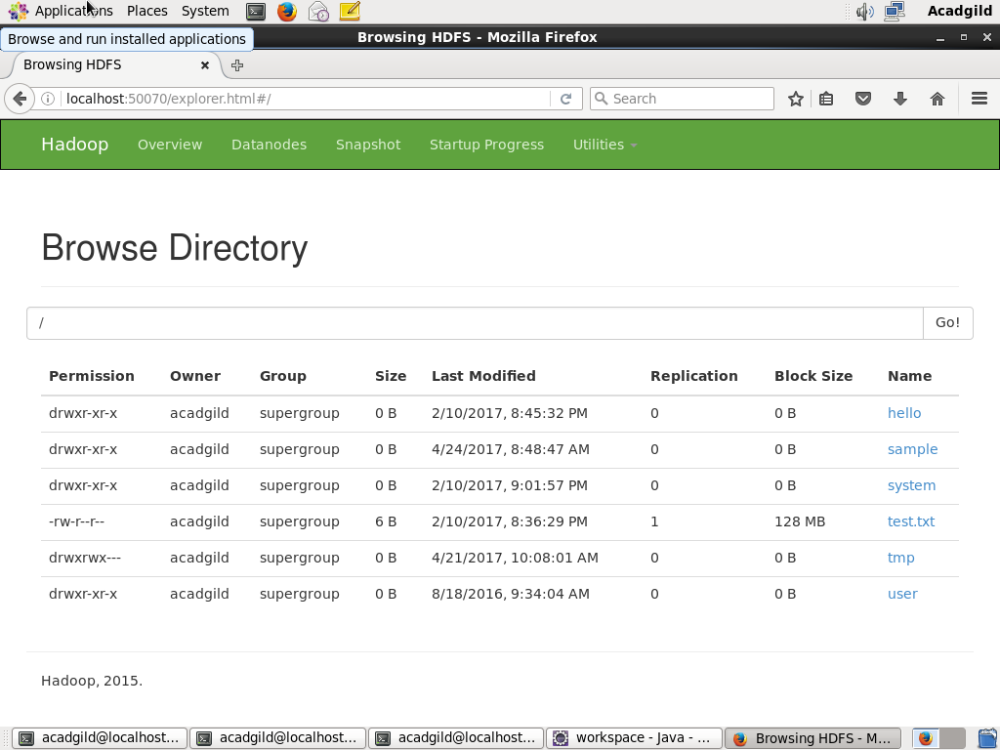 Applications Places System Acadgild
Browse and run installed applications
Browsing HDFS - Mozilla Firefox
Browsing HDFS
localhost:50070/explorer.html#/ Search
Hadoop Overview Datanodes Snapshot Startup Progress Utilities
Browse Directory
/ Go!
Permission Owner Group Size Last Modified Replication Block Size Name
drwxr-xr-x acadgild supergroup 0 B 2/10/2017, 8:45:32 PM 0 0 B hello
drwxr-xr-x acadgild supergroup 0 B 4/24/2017, 8:48:47 AM 0 0 B sample
drwxr-xr-x acadgild supergroup 0 B 2/10/2017, 9:01:57 PM 0 0 B system
-rw-r--r-- acadgild supergroup 6 B 2/10/2017, 8:36:29 PM 1 128 MB test.txt
drwxrwx--- acadgild supergroup 0 B 4/21/2017, 10:08:01 AM 0 0 B tmp
drwxr-xr-x acadgild supergroup 0 B 8/18/2016, 9:34:04 AM 0 0 B user
Hadoop, 2015.
acadgild@localhost... acadgild@localhost... acadgild@localhost... workspace - Java - ... Browsing HDFS - M...